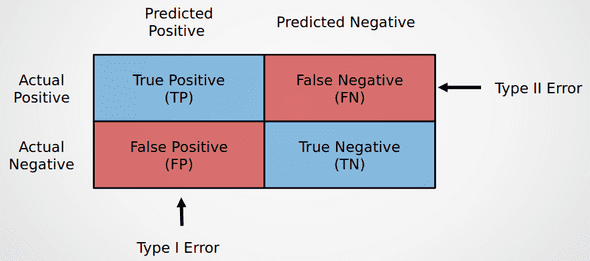 Predicted
Positive
Predicted Negative
Actual
Positive
True Positive
(TP)
False Negative
(FN)
Type II Error
Actual
Negative
False Positive
(FP)
True Negative
(TN)
Type I Error